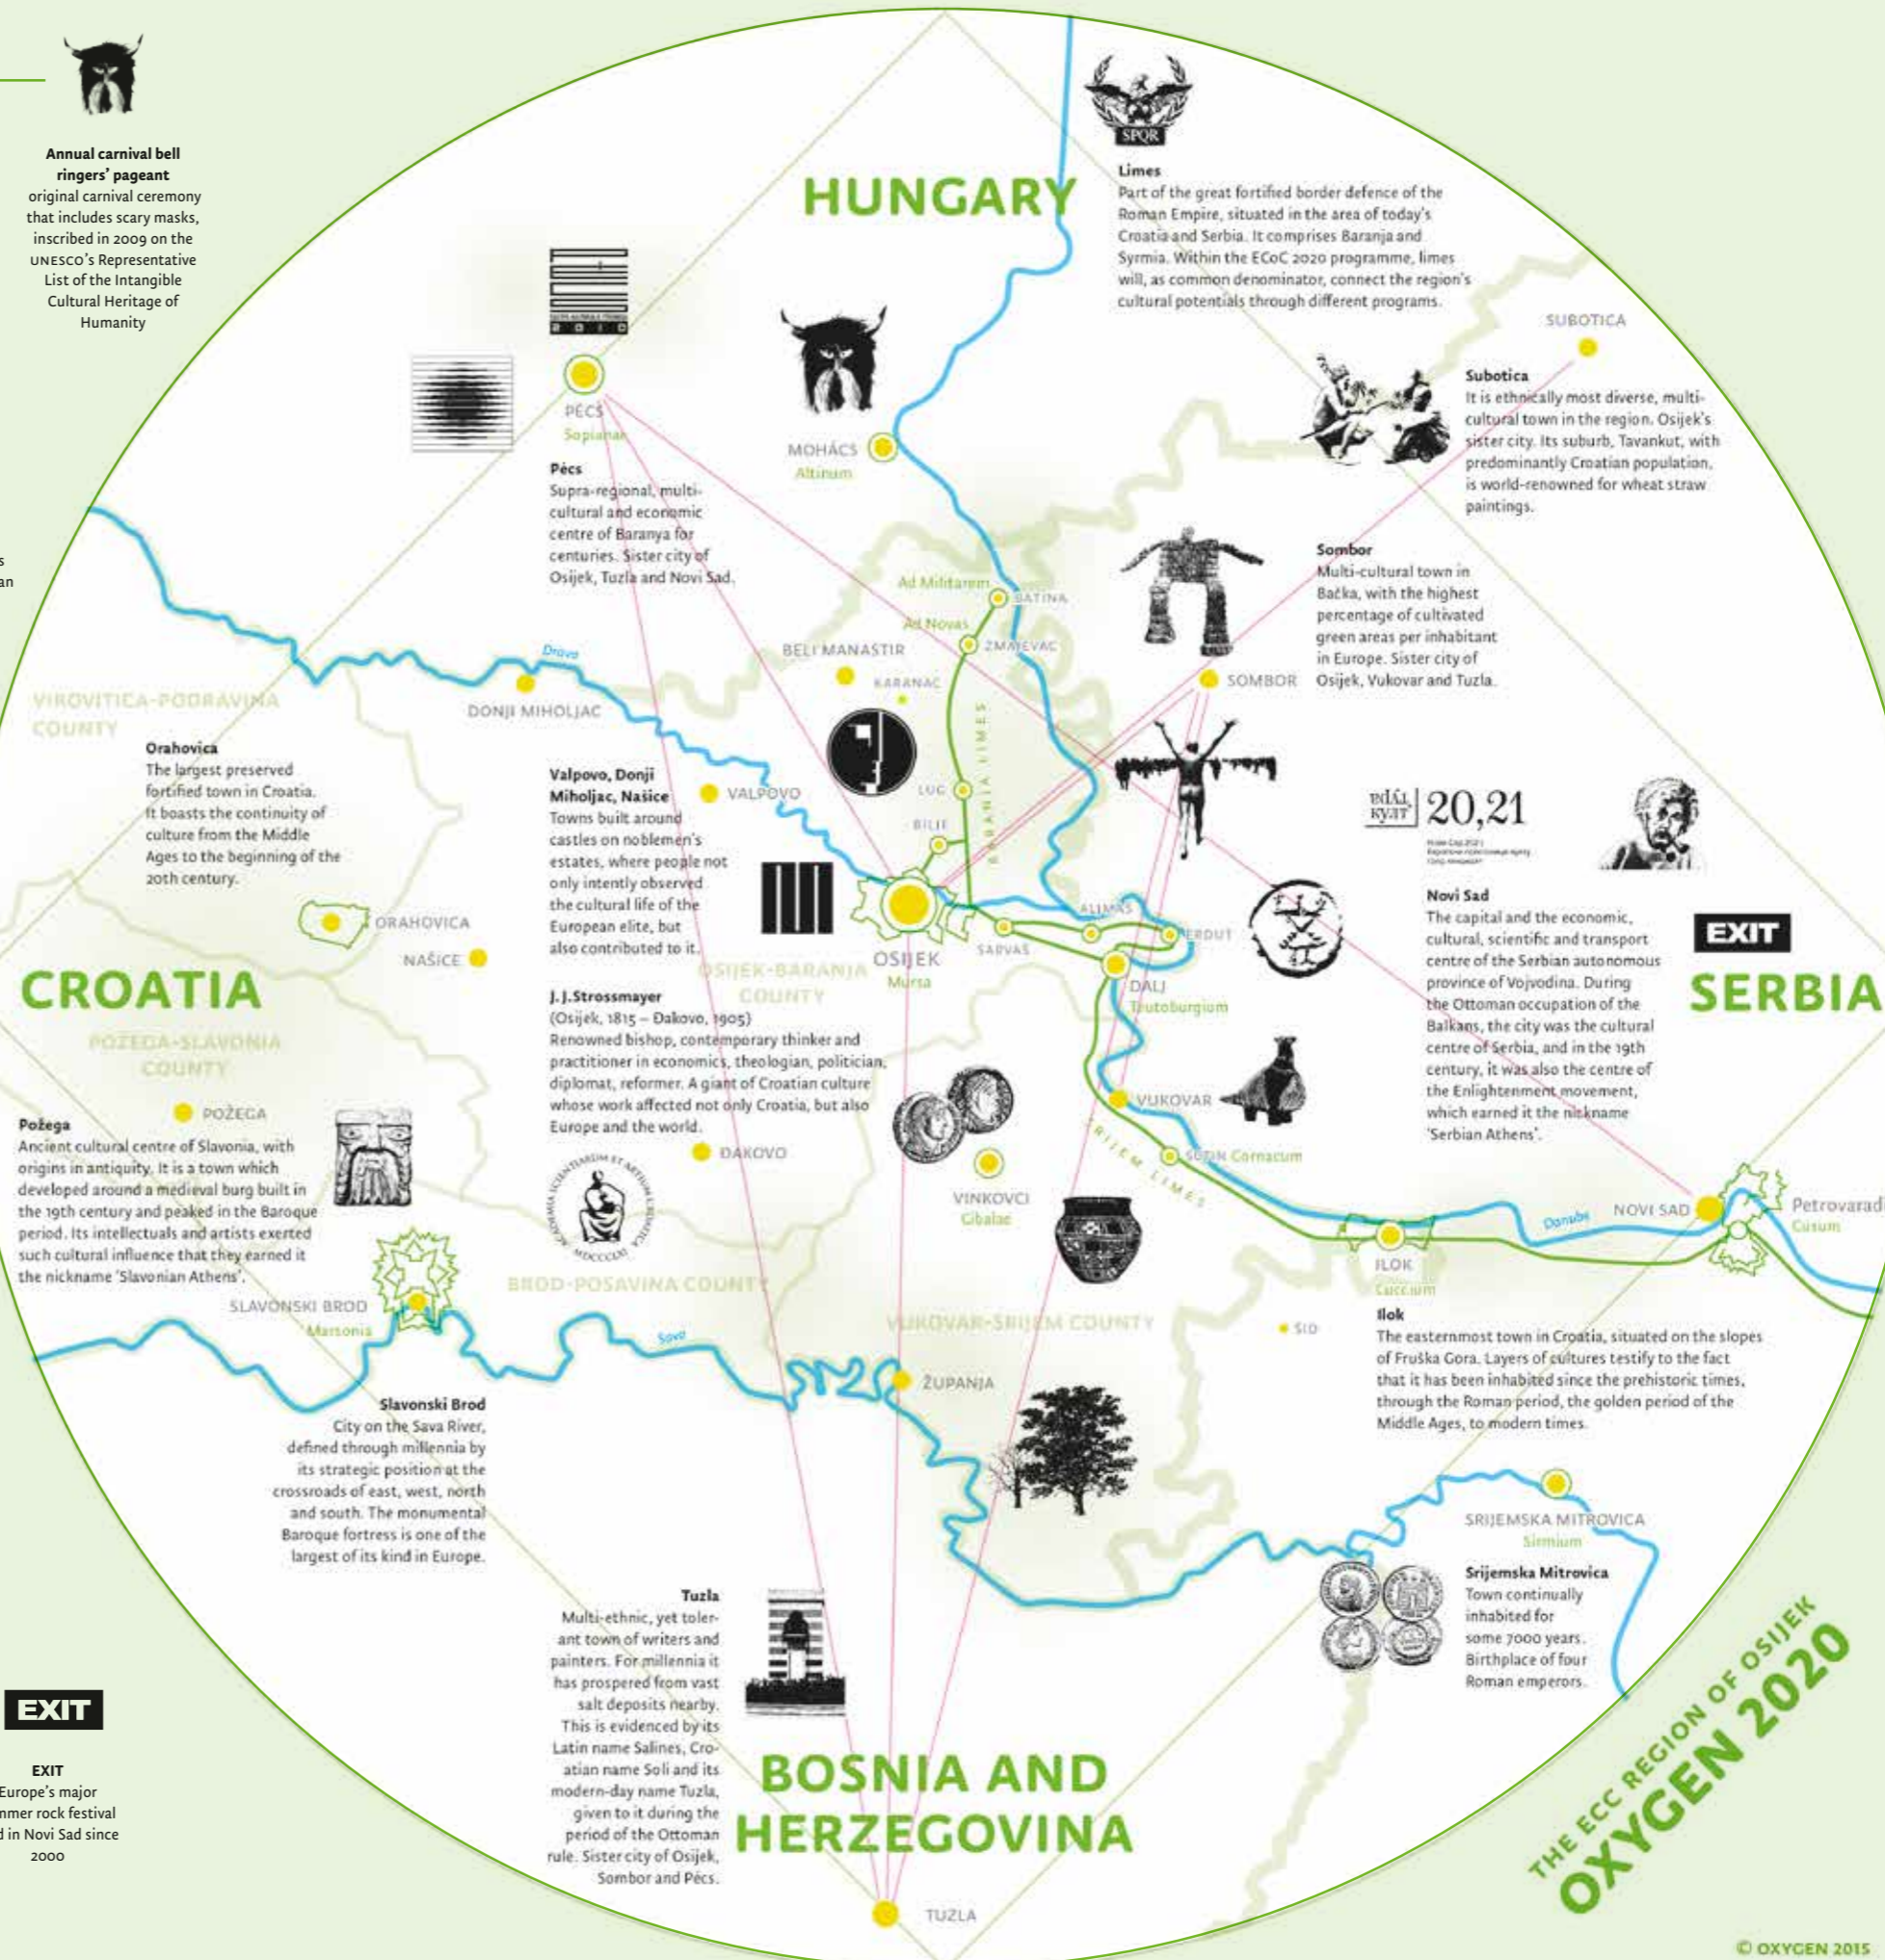 Annual carnival bell
ringers' pageant
original carnival ceremony
that includes scary masks,
inscribed in 2009 on the
UNESCO's Representative
List of the Intangible
Cultural Heritage of
Humanity
s
an
HUNGARY
SPQR
Limes
Part of the great fortified border defence of the
Roman Empire, situated in the area of today's
Croatia and Serbia. It comprises Baranja and
Syrmia. Within the ECoC 2020 programme, limes
will, as common denominator, connect the region's
cultural potentials through different programs.
2010
PÉCS
Sopianae
Pécs
Supra-regional, multi-
cultural and economic
centre of Baranya for
centuries. Sister city of
Osijek, Tuzla and Novi Sad.
MOHÁCS
Altinum
SUBOTICA
Subotica
It is ethnically most diverse, multi-
cultural town in the region. Osijek's
sister city. Its suburb, Tavankut, with
predominantly Croatian population,
is world-renowned for wheat straw
paintings.
Sombor
Multi-cultural town in
Bačka, with the highest
percentage of cultivated
green areas per inhabitant
in Europe. Sister city of
Osijek, Vukovar and Tuzla.
SOMBOR
Ad Militarem
BATINA
Ad Novas
ZMAJEVAC
BELI MANASTIR
KARANAC
BARANJA LIMES
LUG
BILJE
Drava
DONJI MIHOLJAC
VIROVITICA-PODRAVINA
COUNTY
Orahovica
The largest preserved
fortified town in Croatia.
It boasts the continuity of
culture from the Middle
Ages to the beginning of the
20th century.
ORAHOVICA
NAŠICE
Valpovo, Donji
Miholjac, Našice
Towns built around
castles on noblemen's
estates, where people not
only intently observed
the cultural life of the
European elite, but
also contributed to it.
VALPOVO
OSIJEK
Mursa
SARVAŠ
ALJMAŠ
ERDUT
DALJ
Teutoburgium
OSIJEK-BARANJA
COUNTY
20,21
Novi Sad
The capital and the economic,
cultural, scientific and transport
centre of the Serbian autonomous
province of Vojvodina. During
the Ottoman occupation of the
Balkans, the city was the cultural
centre of Serbia, and in the 19th
century, it was also the centre of
the Enlightenment movement,
which earned it the nickname
'Serbian Athens'.
EXIT
SERBIA
CROATIA
POŽEGA-SLAVONIA
COUNTY
POŽEGA
Požega
Ancient cultural centre of Slavonia, with
origins in antiquity. It is a town which
developed around a medieval burg built in
the 19th century and peaked in the Baroque
period. Its intellectuals and artists exerted
such cultural influence that they earned it
the nickname 'Slavonian Athens'.
J.J.Strossmayer
(Osijek, 1815 – Đakovo, 1905)
Renowned bishop, contemporary thinker and
practitioner in economics, theologian, politician,
diplomat, reformer. A giant of Croatian culture
whose work affected not only Croatia, but also
Europe and the world.
ĐAKOVO
VINKOVCI
Cibalae
VUKOVAR
SOTIN Cornacum
SRIJEM LIMES
NOVI SAD
Danube
Petrovaradi
Cusum
ILOK
Cuccium
Ilok
The easternmost town in Croatia, situated on the slopes
of Fruška Gora. Layers of cultures testify to the fact
that it has been inhabited since the prehistoric times,
through the Roman period, the golden period of the
Middle Ages, to modern times.
ŠID
BROD-POSAVINA COUNTY
VUKOVAR-SRIJEM COUNTY
SLAVONSKI BROD
Marsonia
Sava
ŽUPANJA
Slavonski Brod
City on the Sava River,
defined through millennia by
its strategic position at the
crossroads of east, west, north
and south. The monumental
Baroque fortress is one of the
largest of its kind in Europe.
SRIJEMSKA MITROVICA
Sirmium
Srijemska Mitrovica
Town continually
inhabited for
some 7000 years.
Birthplace of four
Roman emperors.
Tuzla
Multi-ethnic, yet toler-
ant town of writers and
painters. For millennia it
has prospered from vast
salt deposits nearby.
This is evidenced by its
Latin name Salines, Cro-
atian name Soli and its
modern-day name Tuzla,
given to it during the
period of the Ottoman
rule. Sister city of Osijek,
Sombor and Pécs.
BOSNIA AND
HERZEGOVINA
TUZLA
EXIT
EXIT
Europe's major
mmer rock festival
d in Novi Sad since
2000
THE ECC REGION OF OSIJEK
OXYGEN 2020
© OXYGEN 2015